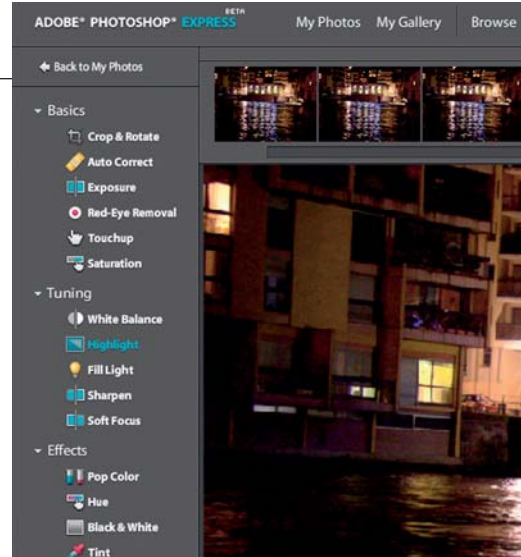 BETA
ADOBE® PHOTOSHOP® EXPRESS
My Photos My Gallery Browse
Back to My Photos
Basics
Crop & Rotate
Auto Correct
Exposure
Red-Eye Removal
Touchup
Saturation
Tuning
White Balance
Highlight
Fill Light
Sharpen
Soft Focus
Effects
Pop Color
Hue
Black & White
Tint